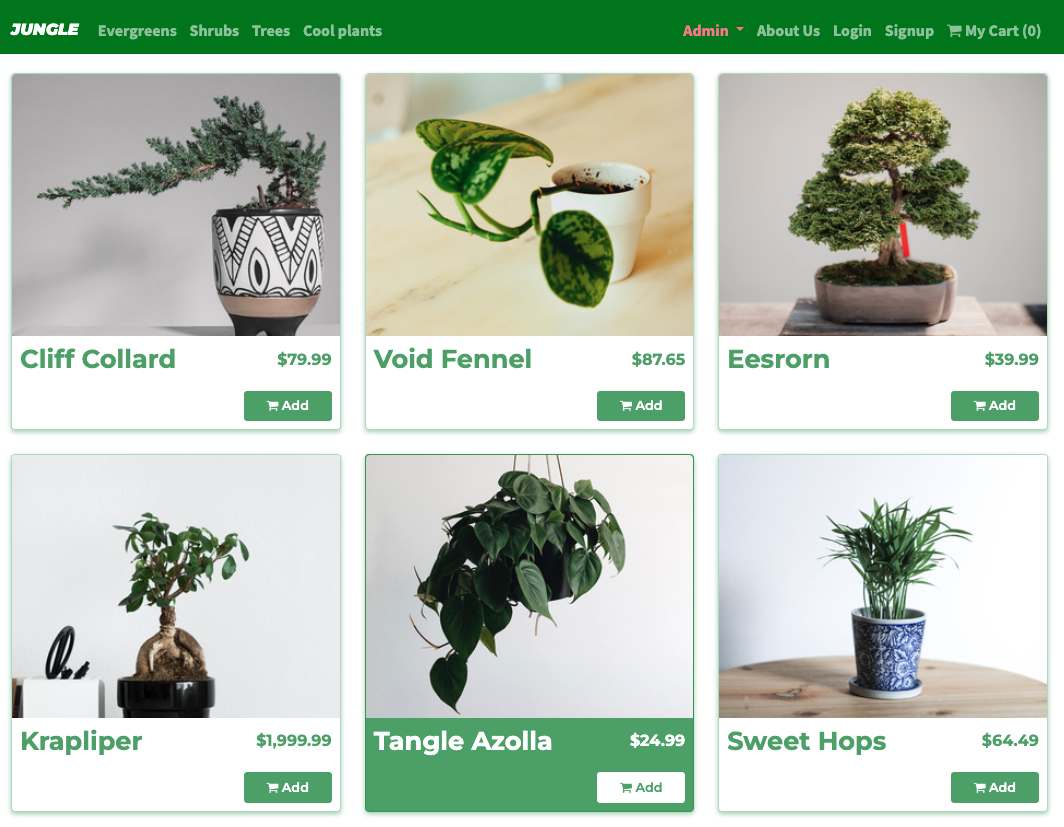 JUNGLE Evergreens Shrubs Trees Cool plants Admin About Us Login Signup My Cart (0)
Cliff Collard $79.99
Add
Void Fennel $87.65
Add
Eesrorn $39.99
Add
Krapliper $1,999.99
Add
Tangle Azolla $24.99
Add
Sweet Hops $64.49
Add